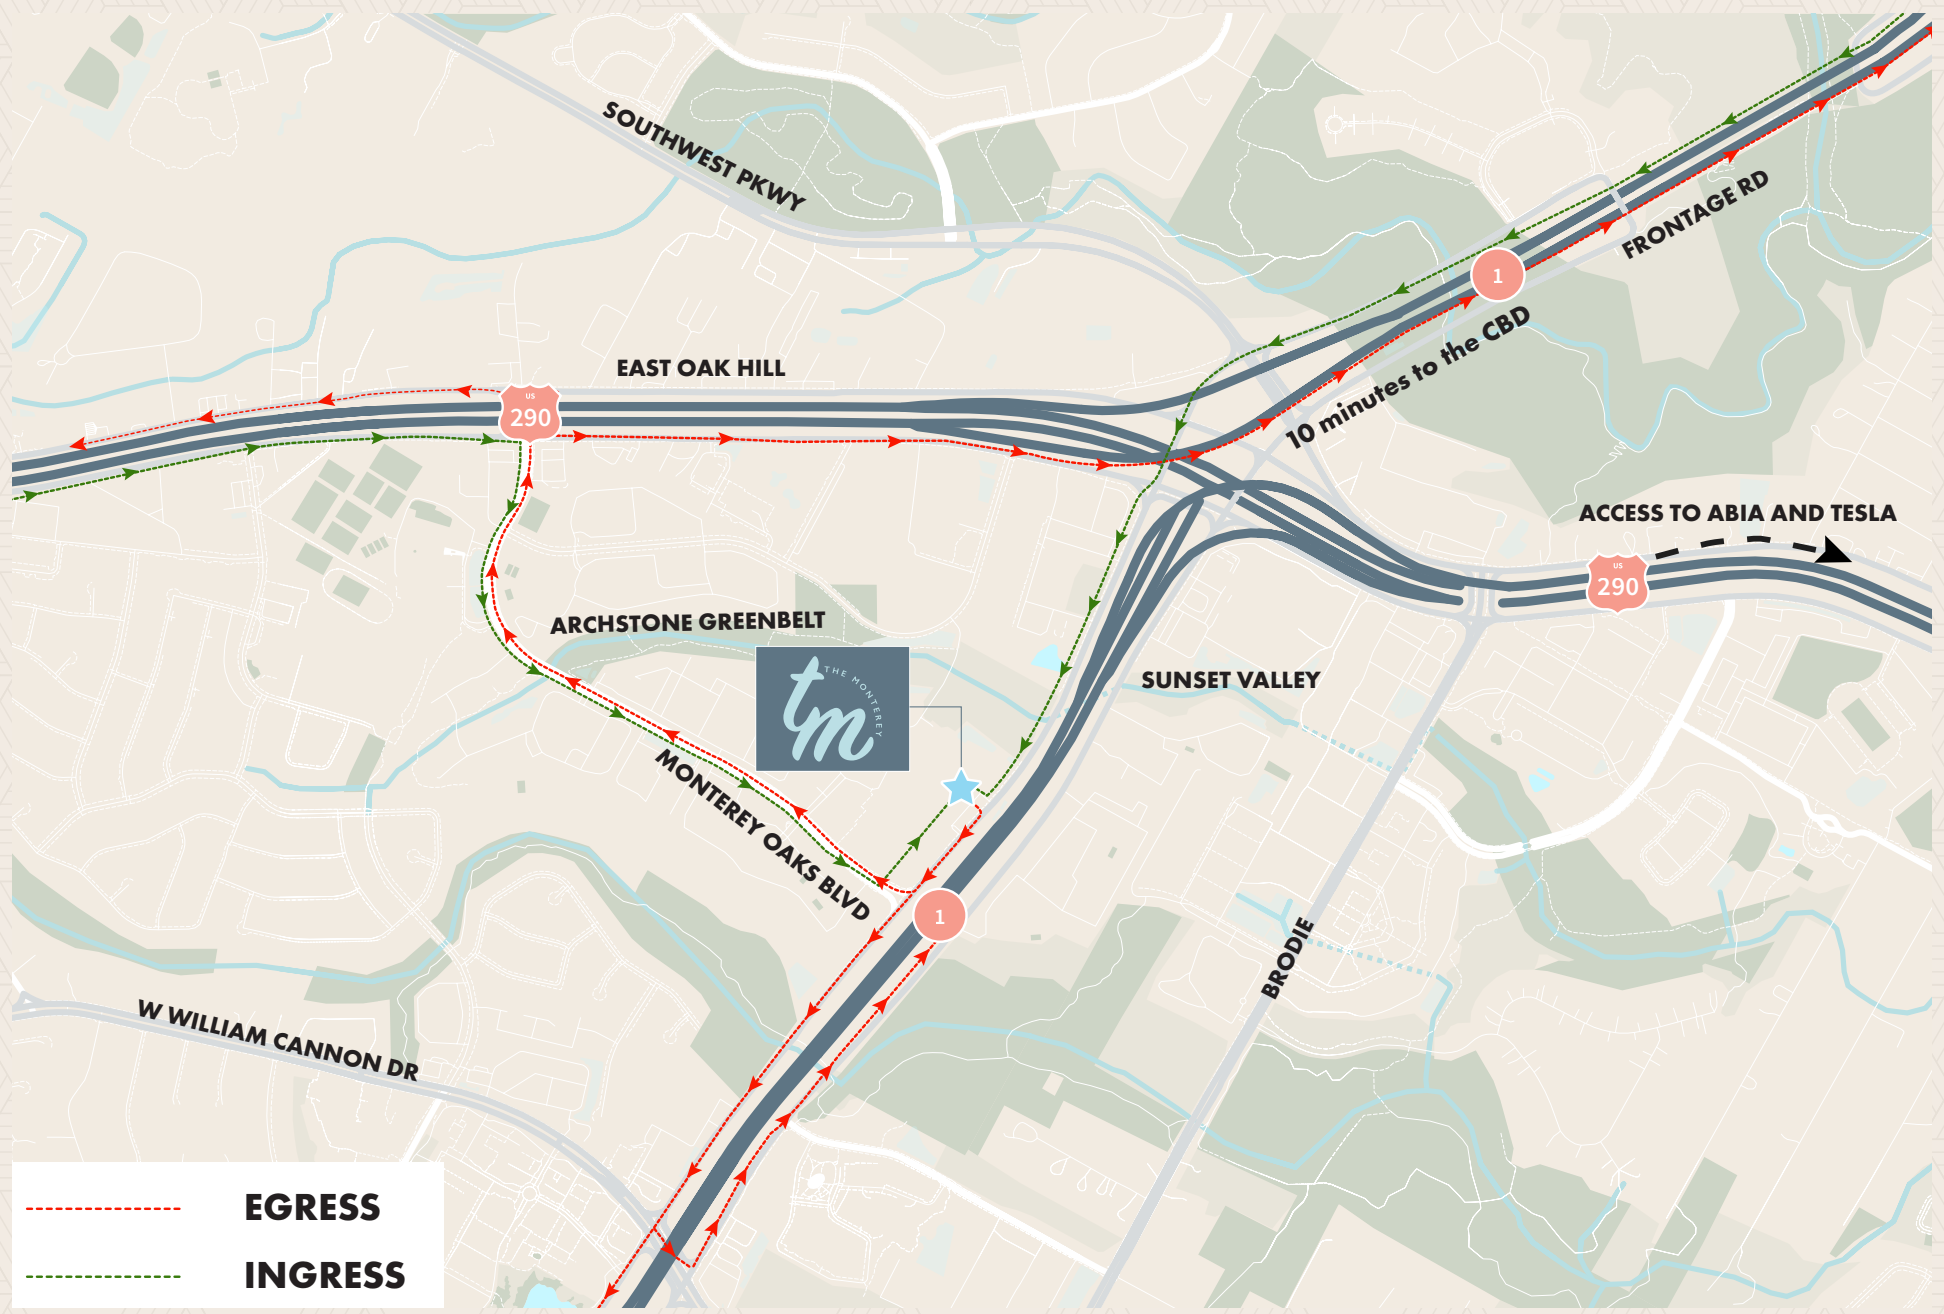 SOUTHWEST PKWY
FRONTAGE RD
1
10 minutes to the CBD
EAST OAK HILL
US
290
ACCESS TO ABIA AND TESLA
US
290
ARCHSTONE GREENBELT
THE MONTEREY
tm
SUNSET VALLEY
MONTEREY OAKS BLVD
1
BRODIE
W WILLIAM CANNON DR
EGRESS
INGRESS